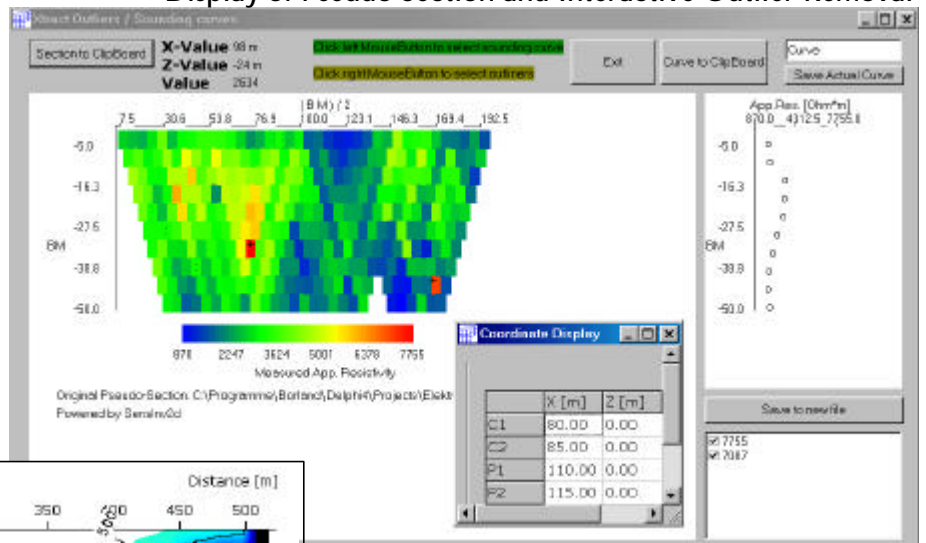 Display of Pseudo-section and Interactive Outlier Removal
Xtract Outliers / Sounding curves
Section to ClipBoard
X-Value 98 m
Z-Value -24 m
Value 2634
Click left MouseButton to select sounding curve
Click right MouseButton to select outliners
Exit
Curve to ClipBoard
Curve
Save Actual Curve
(BM) / 2
7.5 30.6 53.8 76.9 100.0 123.1 146.3 169.4 192.5
-5.0
-16.3
-27.5
BM
-38.8
-50.0
878 2247 3624 5001 6378 7755
Measured App. Resistivity
Original Pseudo-Section: C:\Programme\Borland\Delphi4\Projects\Elektr
Powered by SensInv2d
App.Res. [Ohm*m]
870.0 4312.5 7755.0
-5.0
-16.3
-27.5
BM
-38.8
-50.0
Coordinate Display
X [m] Z [m]
C1 80.00 0.00
C2 85.00 0.00
P1 110.00 0.00
P2 115.00 0.00
Save to new file
7755
7087
Distance [m]
350 400 450 500
500